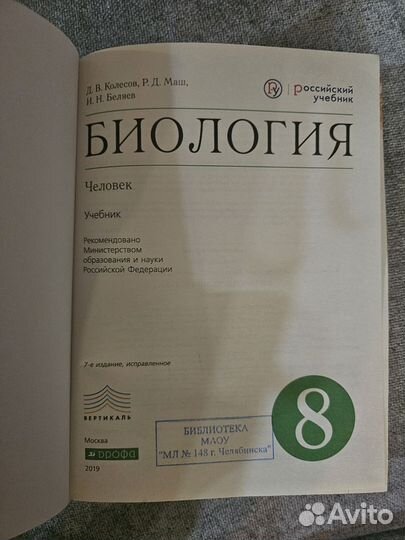 Д. В. Колесов, Р. Д. Маш,
И. Н. Беляев
российский
учебник
БИОЛОГИЯ
Человек
Учебник
Рекомендовано
Министерством
образования и науки
Российской Федерации
7-е издание, исправленное
ВЕРТИКАЛЬ
Москва
дрофа
2019
БИБЛИОТЕКА
МАОУ
"МЛ № 148 г. Челябинска"
8
Avito